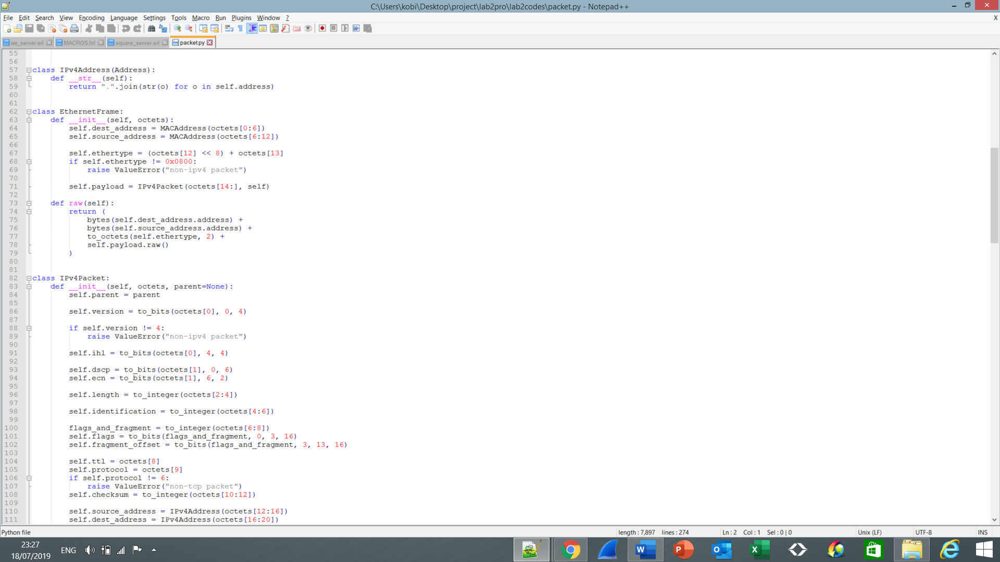 C:\Users\kobi\Desktop\project\lab2pro\lab2codes\packet.py - Notepad++
File Edit Search View Encoding Language Settings Tools Macro Run Plugins Window ? X
wx_server.erl MACROS.hrl square_server.erl packet.py
55
56
57 class IPv4Address(Address):
58     def __str__(self):
59         return ".".join(str(o) for o in self.address)
60
61
62 class EthernetFrame:
63     def __init__(self, octets):
64         self.dest_address = MACAddress(octets[0:6])
65         self.source_address = MACAddress(octets[6:12])
66
67         self.ethertype = (octets[12] << 8) + octets[13]
68         if self.ethertype != 0x0800:
69             raise ValueError("non-ipv4 packet")
70
71         self.payload = IPv4Packet(octets[14:], self)
72
73     def raw(self):
74         return (
75             bytes(self.dest_address.address) +
76             bytes(self.source_address.address) +
77             to_octets(self.ethertype, 2) +
78             self.payload.raw()
79         )
80
81
82 class IPv4Packet:
83     def __init__(self, octets, parent=None):
84         self.parent = parent
85
86         self.version = to_bits(octets[0], 0, 4)
87
88         if self.version != 4:
89             raise ValueError("non-ipv4 packet")
90
91         self.ihl = to_bits(octets[0], 4, 4)
92
93         self.dscp = to_bits(octets[1], 0, 6)
94         self.ecn = to_bits(octets[1], 6, 2)
95
96         self.length = to_integer(octets[2:4])
97
98         self.identification = to_integer(octets[4:6])
99
100         flags_and_fragment = to_integer(octets[6:8])
101         self.flags = to_bits(flags_and_fragment, 0, 3, 16)
102         self.fragment_offset = to_bits(flags_and_fragment, 3, 13, 16)
103
104         self.ttl = octets[8]
105         self.protocol = octets[9]
106         if self.protocol != 6:
107             raise ValueError("non-tcp packet")
108         self.checksum = to_integer(octets[10:12])
109
110         self.source_address = IPv4Address(octets[12:16])
111         self.dest_address = IPv4Address(octets[16:20])
Python file length : 7,897 lines : 274 Ln : 2 Col : 1 Sel : 0 | 0 Unix (LF) UTF-8 INS
23:27
18/07/2019
ENG